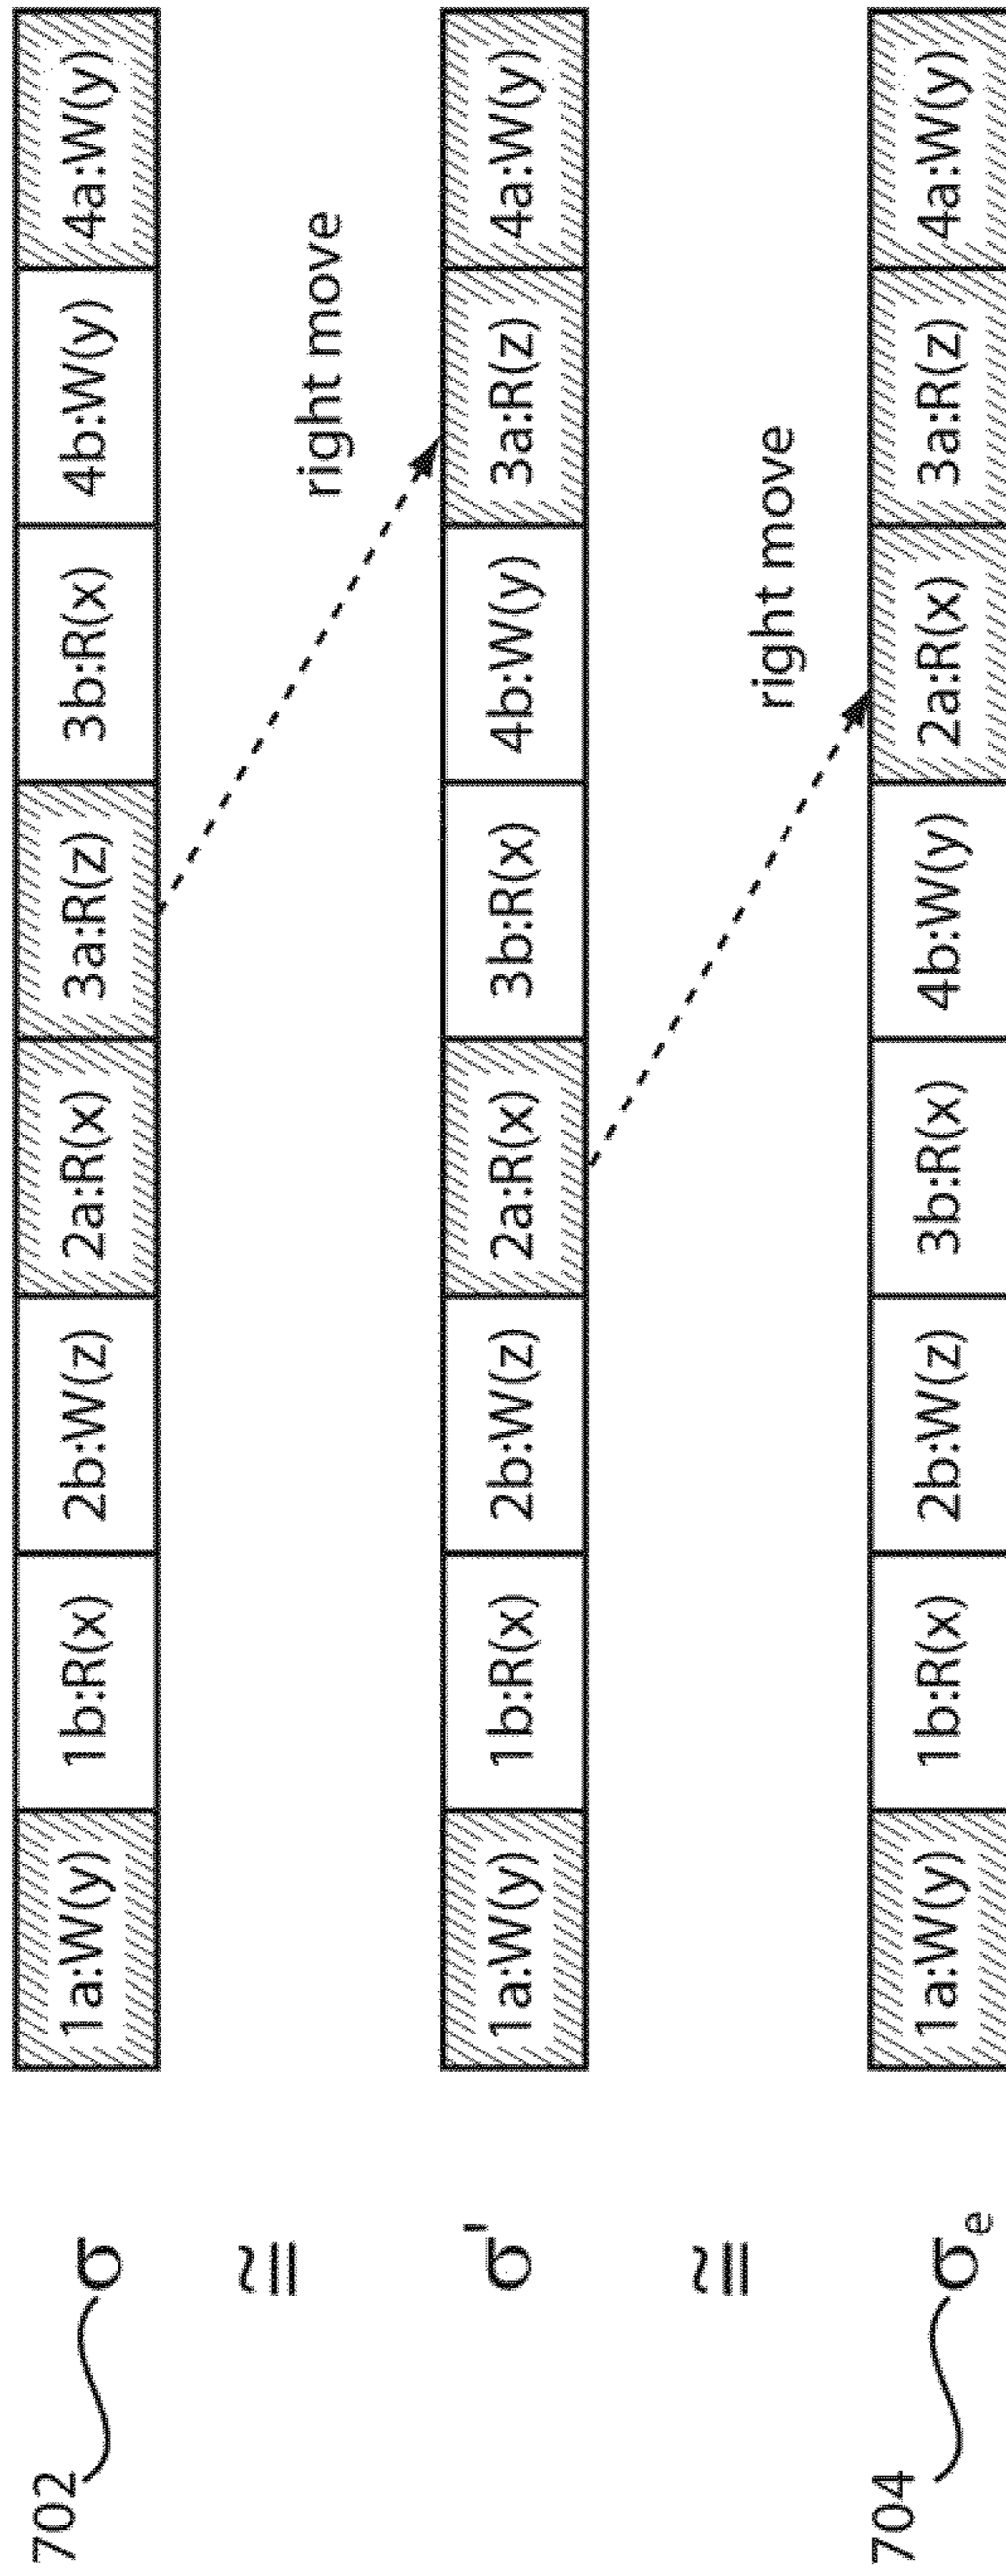 702 σ 1a:W(y) 1b:R(x) 2b:W(z) 2a:R(x) 3a:R(z) 3b:R(x) 4b:W(y) 4a:W(y)
≅ right move
σ' 1a:W(y) 1b:R(x) 2b:W(z) 2a:R(x) 3b:R(x) 4b:W(y) 3a:R(z) 4a:W(y)
≅ right move
704 σe 1a:W(y) 1b:R(x) 2b:W(z) 3b:R(x) 4b:W(y) 2a:R(x) 3a:R(z) 4a:W(y)